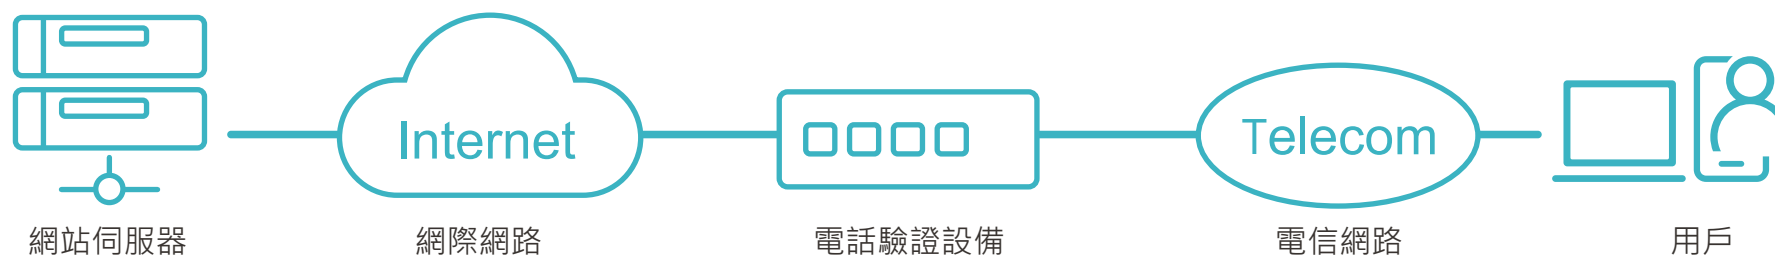 Internet
Telecom
網站伺服器
網際網路
電話驗證設備
電信網路
用戶